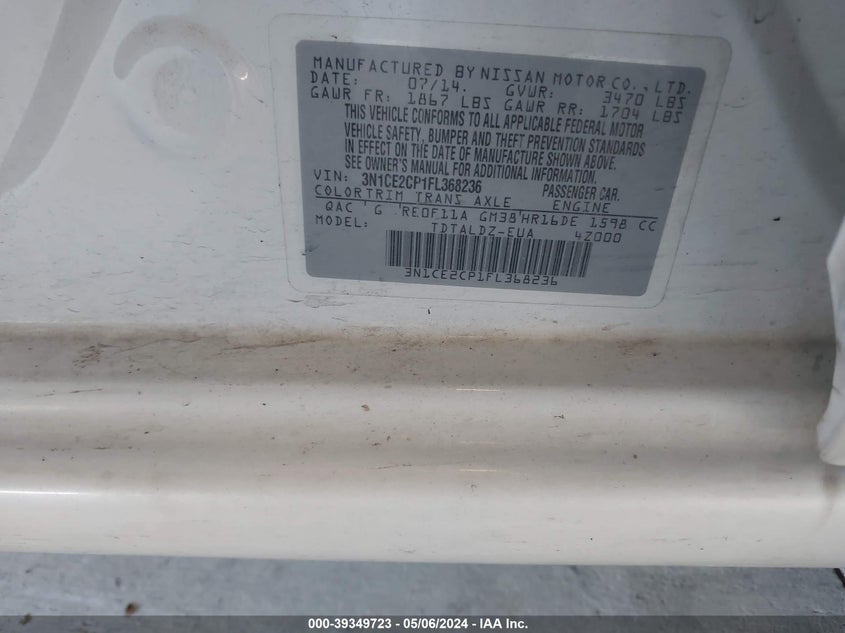 MANUFACTURED BY NISSAN MOTOR CO., LTD.
DATE: 07/14. GVWR: 3470 LBS
GAWR FR: 1867 LBS GAWR RR: 1704 LBS
THIS VEHICLE CONFORMS TO ALL APPLICABLE FEDERAL MOTOR
VEHICLE SAFETY, BUMPER AND THEFT PREVENTION STANDARDS
IN EFFECT ON THE DATE OF MANUFACTURE SHOWN ABOVE.
SEE OWNER'S MANUAL FOR ADDITIONAL INFORMATION.
VIN: 3N1CE2CP1FL368236 PASSENGER CAR.
COLOR TRIM TRANS AXLE ENGINE
QAC G RE0F11A GM38 HR16DE 1598 CC
MODEL: TDTALDZ-EUA 4Z000
3N1CE2CP1FL368236
000-39349723 - 05/06/2024 - IAA Inc.